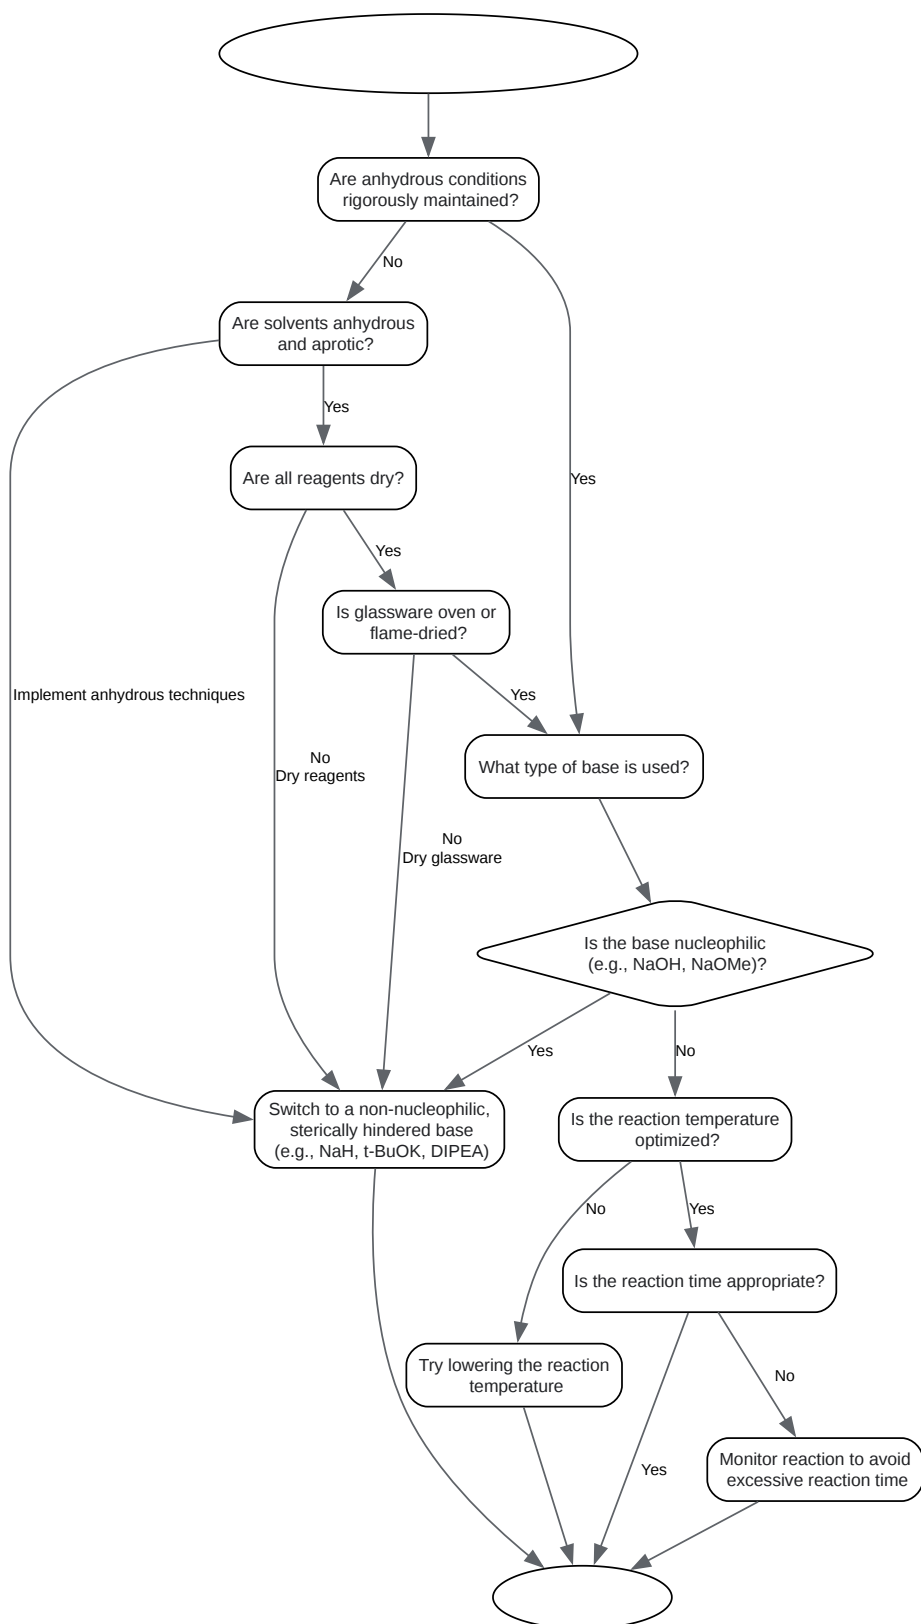 Are anhydrous conditions
rigorously maintained?
No
Are solvents anhydrous
and aprotic?
Yes
Are all reagents dry?
Yes
Yes
Is glassware oven or
flame-dried?
Implement anhydrous techniques
Yes
No
Dry reagents
What type of base is used?
No
Dry glassware
Is the base nucleophilic
(e.g., NaOH, NaOMe)?
Yes
No
Switch to a non-nucleophilic,
sterically hindered base
(e.g., NaH, t-BuOK, DIPEA)
Is the reaction temperature
optimized?
No
Yes
Is the reaction time appropriate?
Try lowering the reaction
temperature
No
Yes
Monitor reaction to avoid
excessive reaction time